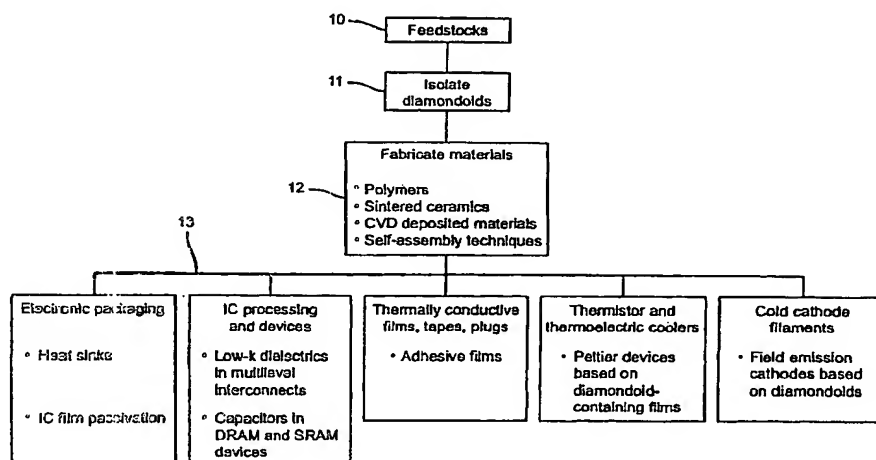 10
Feedstocks
11
Isolate
diamondoids
Fabricate materials
12
• Polymers
• Sintered ceramics
• CVD deposited materials
• Self-assembly techniques
13
Electronic packaging
• Heat sinks
• IC film passivation
IC processing
and devices
• Low-k dielectrics
in multilevel
interconnects
• Capacitors in
DRAM and SRAM
devices
Thermally conductive
films, tapes, plugs
• Adhesive films
Thermistor and
thermoelectric coolers
• Peltier devices
based on
diamondoid-
containing films
Cold cathode
filaments
• Field emission
cathodes based
on diamondoids